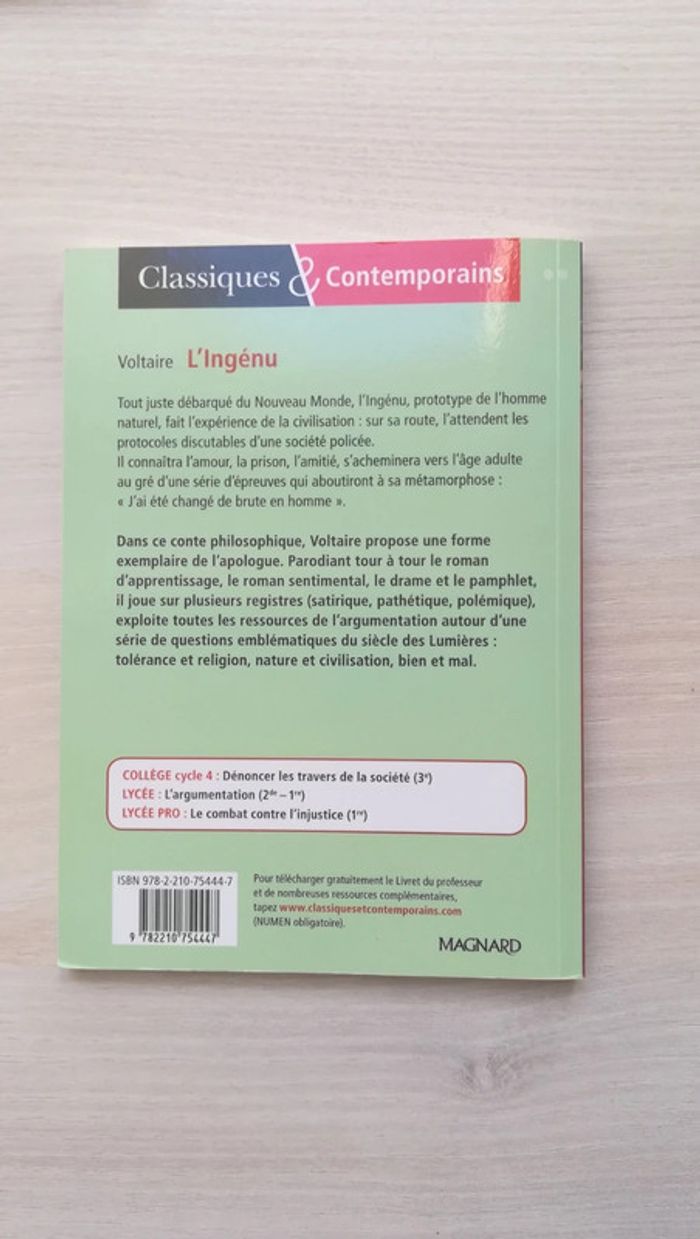 Classiques & Contemporains
Voltaire L'Ingénu
Tout juste débarqué du Nouveau Monde, l'Ingénu, prototype de l'homme
naturel, fait l'expérience de la civilisation : sur sa route, l'attendent les
protocoles discutables d'une société policée.
Il connaîtra l'amour, la prison, l'amitié, s'acheminera vers l'âge adulte
au gré d'une série d'épreuves qui aboutiront à sa métamorphose :
« J'ai été changé de brute en homme ».
Dans ce conte philosophique, Voltaire propose une forme
exemplaire de l'apologue. Parodiant tour à tour le roman
d'apprentissage, le roman sentimental, le drame et le pamphlet,
il joue sur plusieurs registres (satirique, pathétique, polémique),
exploite toutes les ressources de l'argumentation autour d'une
série de questions emblématiques du siècle des Lumières :
tolérance et religion, nature et civilisation, bien et mal.
COLLÈGE cycle 4 : Dénoncer les travers de la société (3e)
LYCÉE : L'argumentation (2de – 1re)
LYCÉE PRO : Le combat contre l'injustice (1re)
ISBN 978-2-210-75444-7
9 782210 754447
Pour télécharger gratuitement le Livret du professeur
et de nombreuses ressources complémentaires,
tapez www.classiquesetcontemporains.com
(NUMEN obligatoire).
MAGNARD